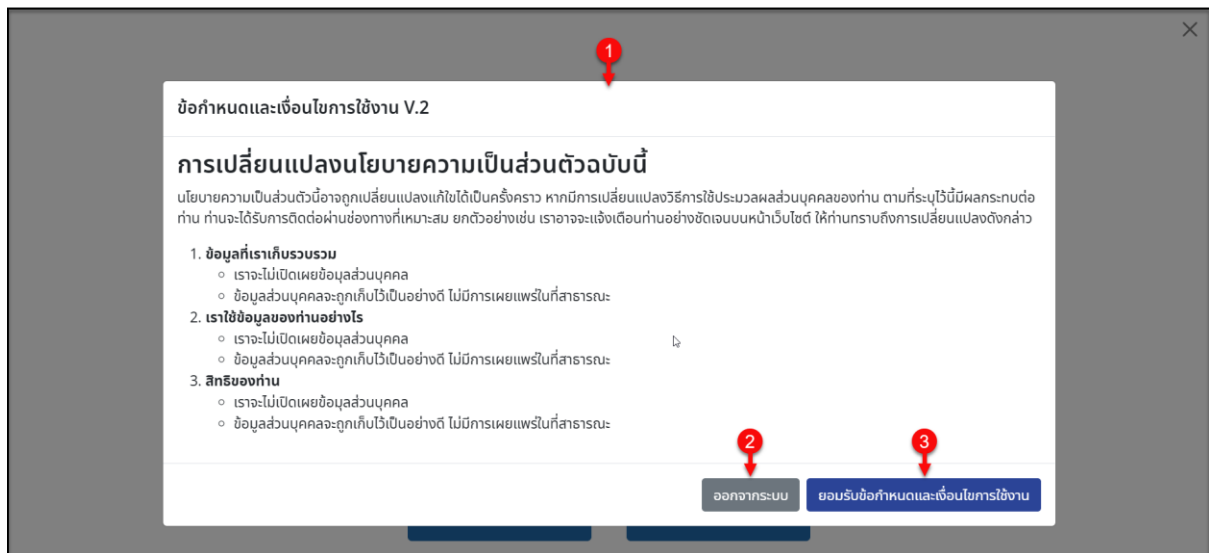 1
ข้อกำหนดและเงื่อนไขการใช้งาน V.2
การเปลี่ยนแปลงนโยบายความเป็นส่วนตัวฉบับนี้
นโยบายความเป็นส่วนตัวนี้อาจถูกเปลี่ยนแปลงแก้ไขได้เป็นครั้งคราว หากมีการเปลี่ยนแปลงวิธีการใช้ประมวลผลส่วนบุคคลของท่าน ตามที่ระบุไว้นี้มีผลกระทบต่อ
ท่าน ท่านจะได้รับการติดต่อผ่านช่องทางที่เหมาะสม ยกตัวอย่างเช่น เราอาจจะแจ้งเตือนท่านอย่างชัดเจนบนหน้าเว็บไซต์ ให้ท่านทราบถึงการเปลี่ยนแปลงดังกล่าว
1. ข้อมูลที่เราเก็บรวบรวม
เราจะไม่เปิดเผยข้อมูลส่วนบุคคล
ข้อมูลส่วนบุคคลจะถูกเก็บไว้เป็นอย่างดี ไม่มีการเผยแพร่ในที่สาธารณะ
2. เราใช้ข้อมูลของท่านอย่างไร
เราจะไม่เปิดเผยข้อมูลส่วนบุคคล
ข้อมูลส่วนบุคคลจะถูกเก็บไว้เป็นอย่างดี ไม่มีการเผยแพร่ในที่สาธารณะ
3. สิทธิของท่าน
เราจะไม่เปิดเผยข้อมูลส่วนบุคคล
ข้อมูลส่วนบุคคลจะถูกเก็บไว้เป็นอย่างดี ไม่มีการเผยแพร่ในที่สาธารณะ
2 3
ออกจากระบบ ยอมรับข้อกำหนดและเงื่อนไขการใช้งาน